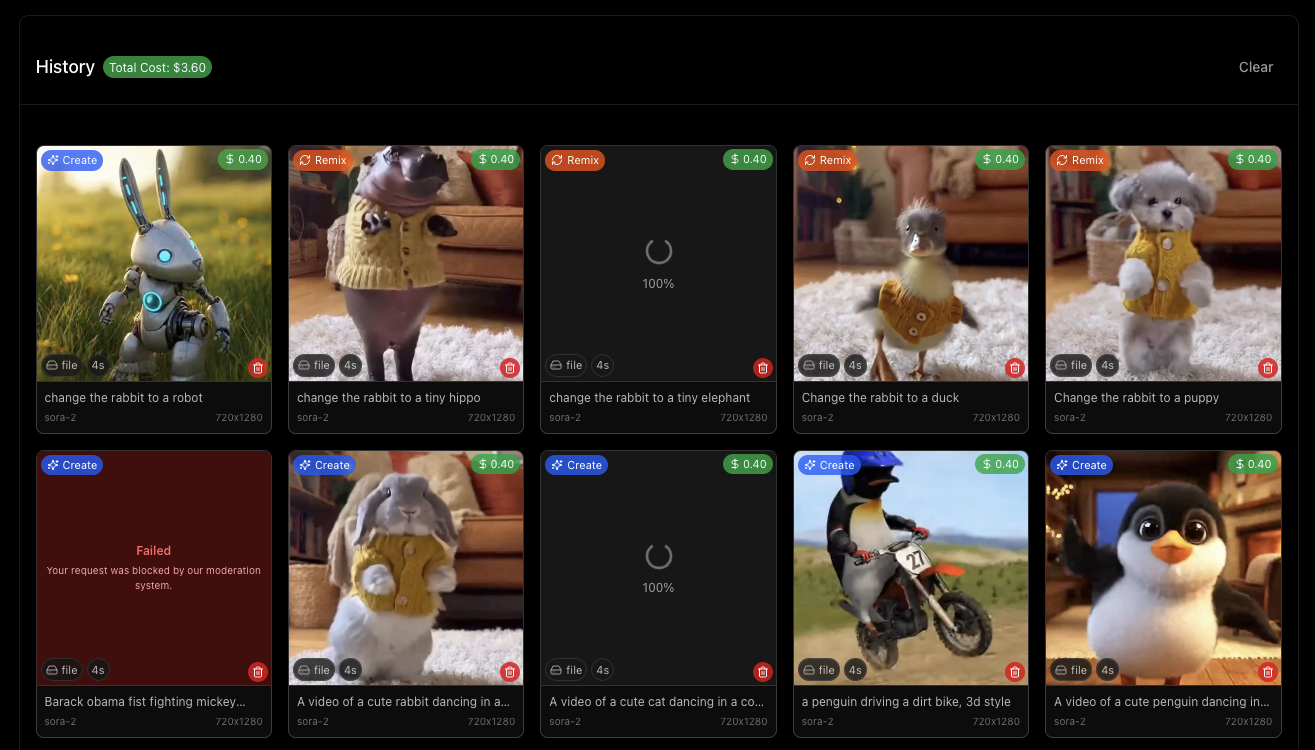 History
Total Cost: $3.60
Clear
Create
$ 0.40
file
4s
change the rabbit to a robot
sora-2
720x1280
Remix
$ 0.40
file
4s
change the rabbit to a tiny hippo
sora-2
720x1280
Remix
$ 0.40
100%
file
4s
change the rabbit to a tiny elephant
sora-2
720x1280
Remix
$ 0.40
file
4s
Change the rabbit to a duck
sora-2
720x1280
Remix
$ 0.40
file
4s
Change the rabbit to a puppy
sora-2
720x1280
Create
Failed
Your request was blocked by our moderation
system.
file
4s
Barack obama fist fighting mickey...
sora-2
720x1280
Create
$ 0.40
file
4s
A video of a cute rabbit dancing in a...
sora-2
720x1280
Create
$ 0.40
100%
file
4s
A video of a cute cat dancing in a co...
sora-2
720x1280
Create
$ 0.40
27
file
4s
a penguin driving a dirt bike, 3d style
sora-2
720x1280
Create
$ 0.40
file
4s
A video of a cute penguin dancing in...
sora-2
720x1280